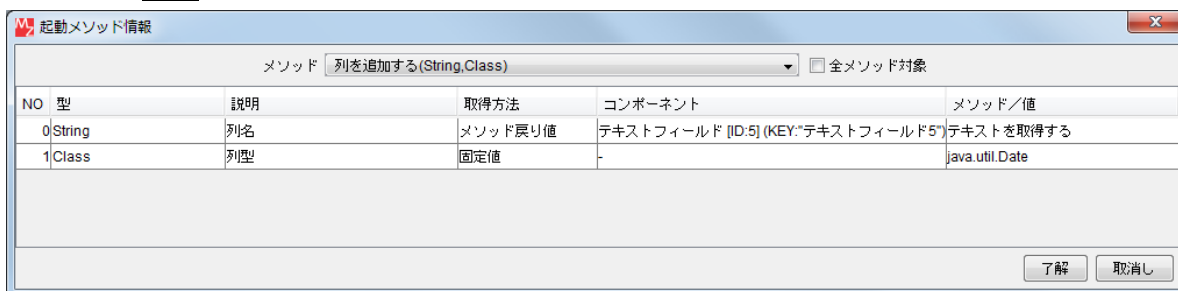 起動メソッド情報
メソッド 列を追加する(String,Class) 全メソッド対象
NO 型 説明 取得方法 コンポーネント メソッド／値
0 String 列名 メソッド戻り値 テキストフィールド [ID:5] (KEY:"テキストフィールド5") テキストを取得する
1 Class 列型 固定値 - java.util.Date
了解 取消し